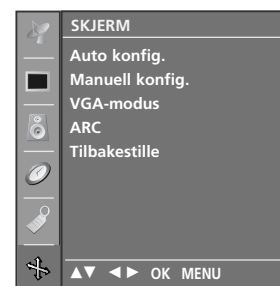 SKJERM
Auto konfig.
Manuell konfig.
VGA-modus
ARC
Tilbakestille
▲▼ ◄► OK MENU